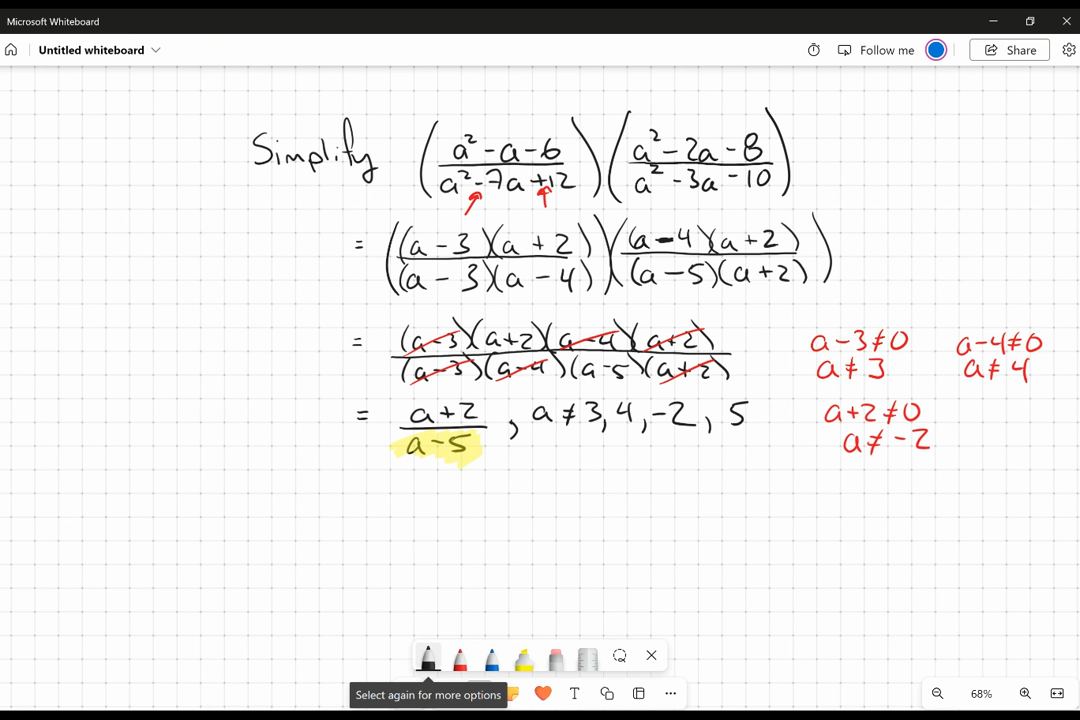 Microsoft Whiteboard
Untitled whiteboard
Follow me
Share
Simplify ((a² - a - 6)/(a² - 7a + 12))((a² - 2a - 8)/(a² - 3a - 10))
= (((a - 3)(a + 2))/((a - 3)(a - 4)))(((a - 4)(a + 2))/((a - 5)(a + 2)))
= ((a-3)(a+2)(a-4)(a+2))/((a-3)(a-4)(a-5)(a+2))
a - 3 ≠ 0
a ≠ 3
a - 4 ≠ 0
a ≠ 4
= (a+2)/(a-5), a ≠ 3, 4, -2, 5
a + 2 ≠ 0
a ≠ -2
Select again for more options
T
68%